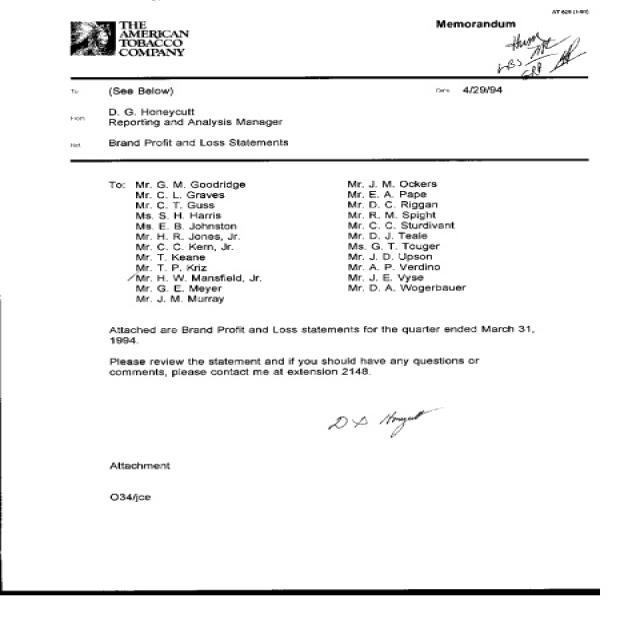 AT 828 (1-90)
THE
AMERICAN
TOBACCO
COMPANY
Memorandum
To (See Below)
Date 4/29/94
From D. G. Honeycutt
Reporting and Analysis Manager
Ref. Brand Profit and Loss Statements
To: Mr. G. M. Goodridge
Mr. C. L. Graves
Mr. C. T. Guss
Ms. S. H. Harris
Ms. E. B. Johnston
Mr. H. R. Jones, Jr.
Mr. C. C. Kern, Jr.
Mr. T. Keane
Mr. T. P. Kriz
Mr. H. W. Mansfield, Jr.
Mr. G. E. Meyer
Mr. J. M. Murray
Mr. J. M. Ockers
Mr. E. A. Pape
Mr. D. C. Riggan
Mr. R. M. Spight
Mr. C. C. Sturdivant
Mr. D. J. Teale
Ms. G. T. Touger
Mr. J. D. Upson
Mr. A. P. Verdino
Mr. J. E. Vyse
Mr. D. A. Wogerbauer
Attached are Brand Profit and Loss statements for the quarter ended March 31,
1994.
Please review the statement and if you should have any questions or
comments, please contact me at extension 2148.
D G Honeycutt
Attachment
O34/jce